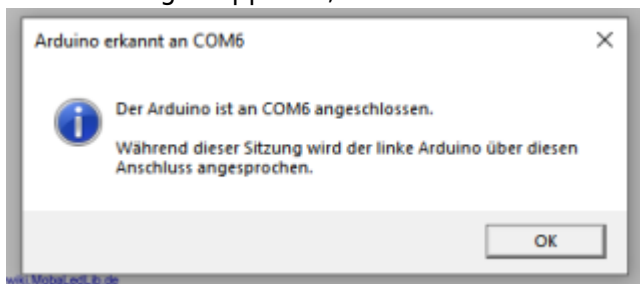 Arduino erkannt an COM6
Der Arduino ist an COM6 angeschlossen.
Während dieser Sitzung wird der linke Arduino über diesen
Anschluss angesprochen.
OK
wiki.MobaLedLib.de